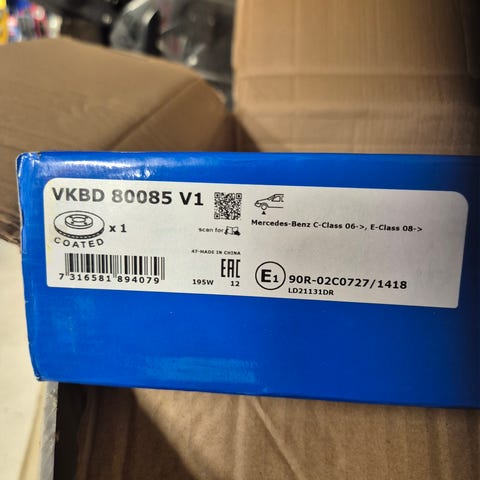 VKBD 80085 V1
Mercedes-Benz C-Class 06->, E-Class 08->
COATED
x 1
scan for
47-MADE IN CHINA
7 316581 894079
195W
EAC
12
E1
90R-02C0727/1418
LD21131DR